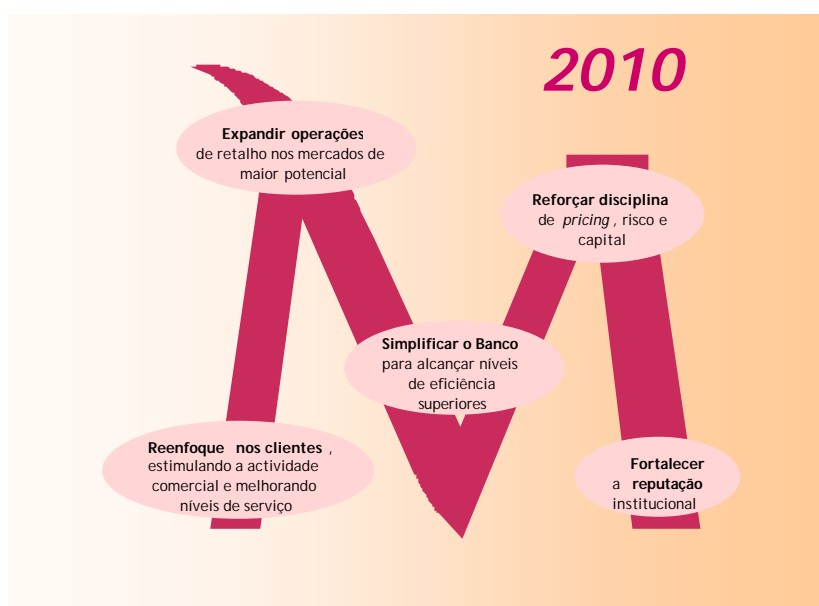 2010
Expandir operações
de retalho nos mercados de
maior potencial
Reforçar disciplina
de pricing, risco e
capital
Simplificar o Banco
para alcançar níveis
de eficiência
superiores
Reenfoque nos clientes,
estimulando a actividade
comercial e melhorando
níveis de serviço
Fortalecer
a reputação
institucional